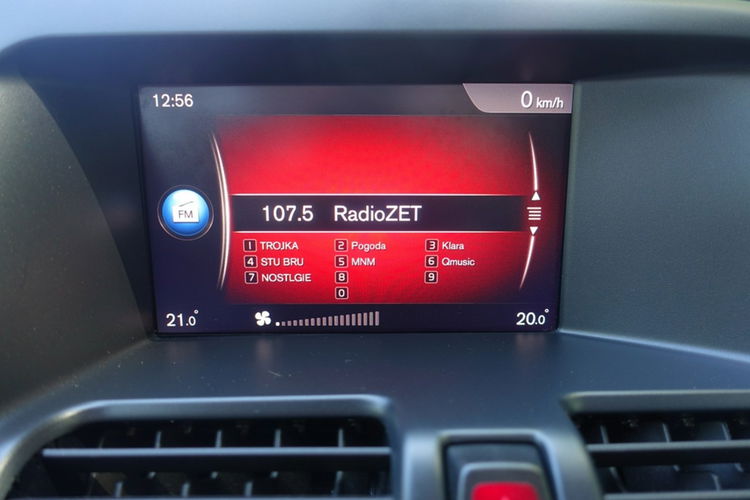 12:56 0 km/h
FM
107.5 RadioZET
1 TROJKA 2 Pogoda 3 Klara
4 STU BRU 5 MNM 6 Qmusic
7 NOSTLGIE 8 9
0
21.0° 20.0°